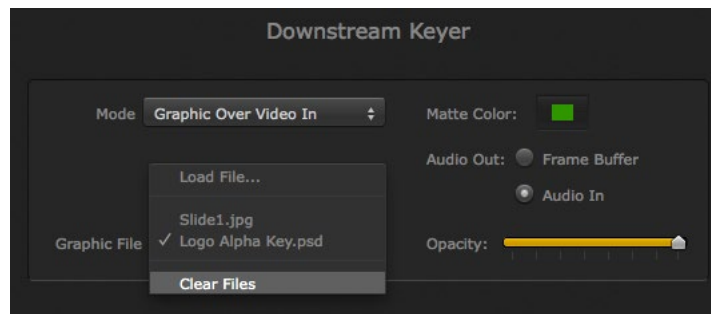 Downstream Keyer
Mode Graphic Over Video In
Matte Color:
Audio Out: Frame Buffer
Load File...
Audio In
Slide1.jpg
Graphic File ✓ Logo Alpha Key.psd
Opacity:
Clear Files